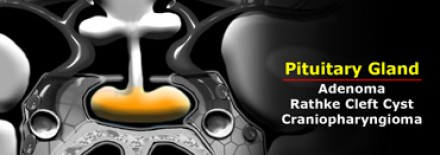 Pituitary Gland
Adenoma
Rathke Cleft Cyst
Craniopharyngioma